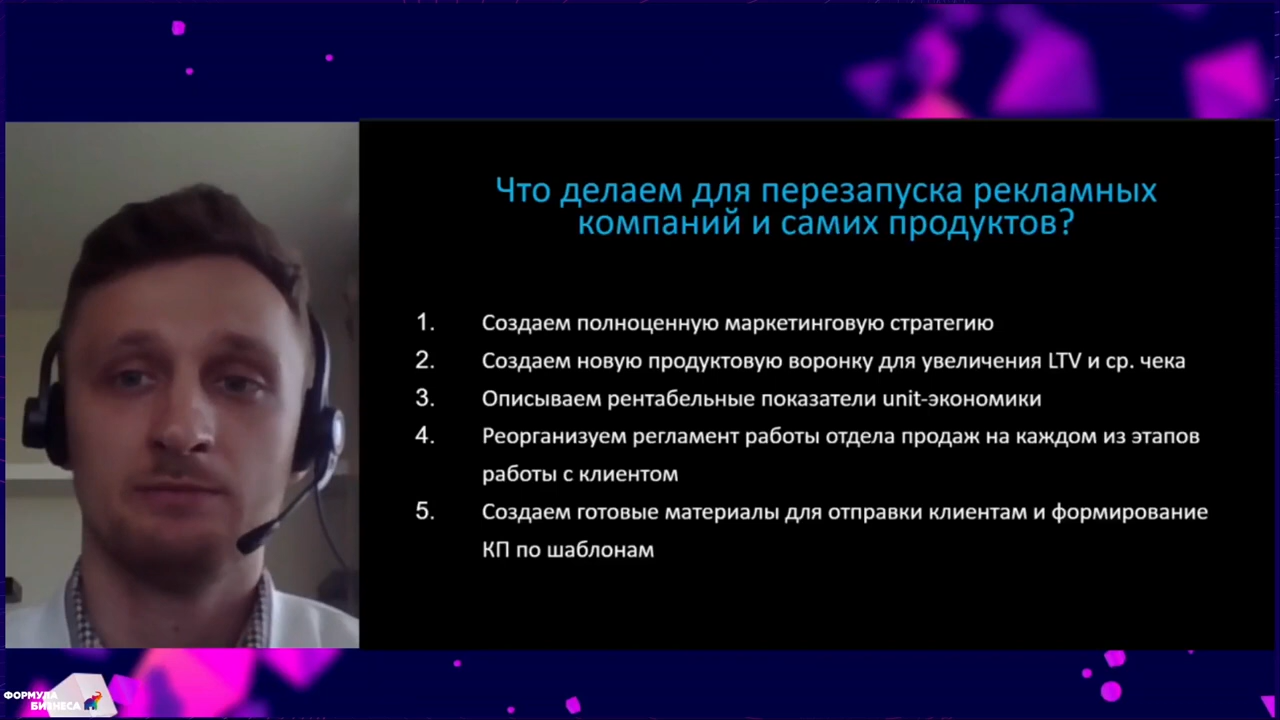 Что делаем для перезапуска рекламных
компаний и самих продуктов?
1. Создаем полноценную маркетинговую стратегию
2. Создаем новую продуктовую воронку для увеличения LTV и ср. чека
3. Описываем рентабельные показатели unit-экономики
4. Реорганизуем регламент работы отдела продаж на каждом из этапов
работы с клиентом
5. Создаем готовые материалы для отправки клиентам и формирование
КП по шаблонам
ФОРМУЛА
БИЗНЕСА